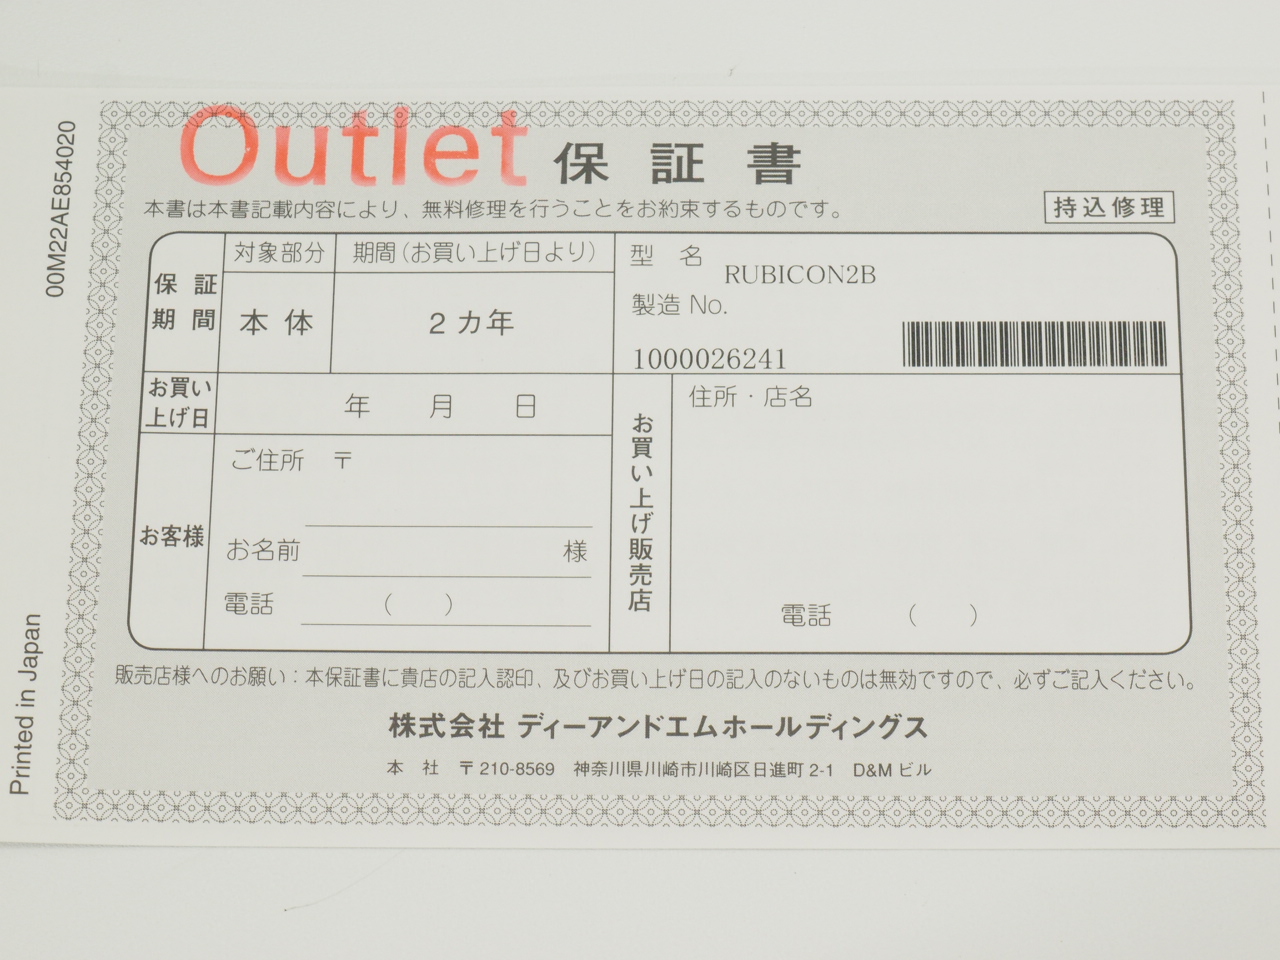 Outlet 保証書
本書は本書記載内容により、無料修理を行うことをお約束するものです。
持込修理
保証期間
対象部分
期間(お買い上げ日より)
本体
2カ年
型名 RUBICON2B
製造 No.
1000026241
お買い上げ日
年 月 日
お客様
ご住所 〒
お名前 様
電話 ( )
お買い上げ販売店
住所・店名
電話 ( )
販売店様へのお願い:本保証書に貴店の記入認印、及びお買い上げ日の記入のないものは無効ですので、必ずご記入ください。
株式会社 ディーアンドエムホールディングス
本社 〒210-8569 神奈川県川崎市川崎区日進町 2-1 D&M ビル
00M22AE854020
Printed in Japan